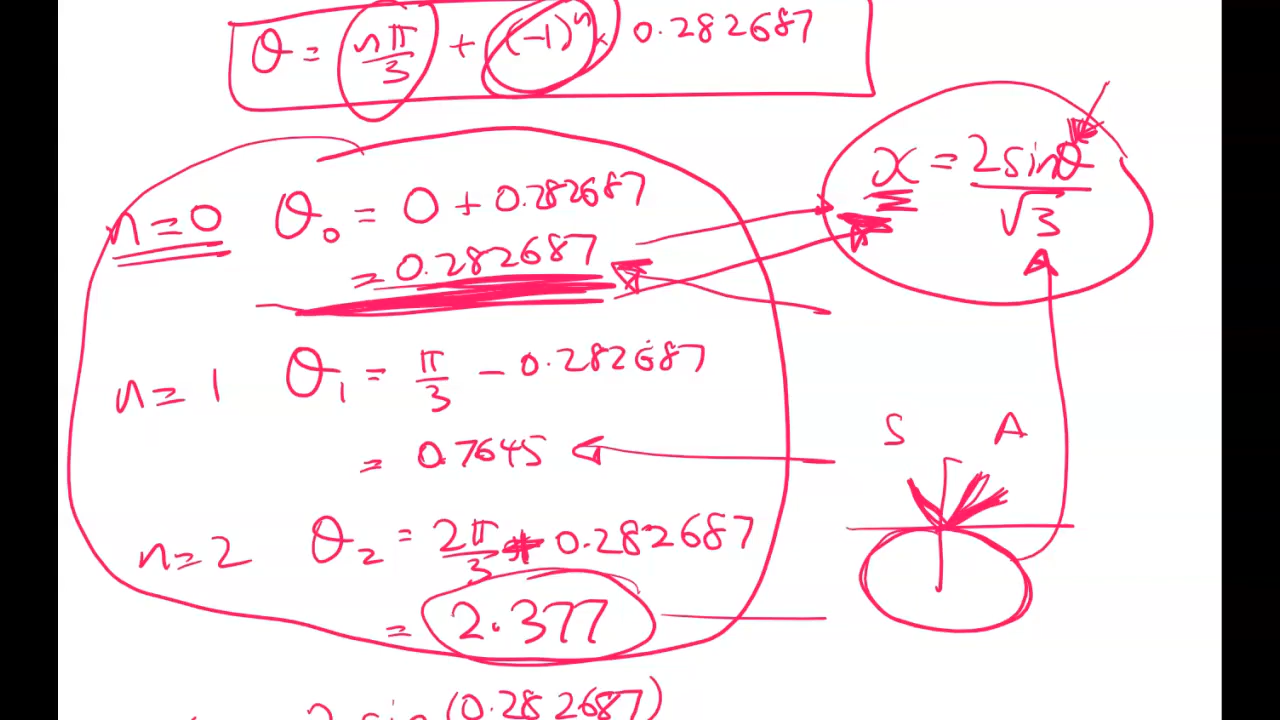 θ = nπ/3 + (-1)ⁿ × 0.282687
n=0 θ₀ = 0 + 0.282687
= 0.282687
x = 2sinθ/√3
n=1 θ₁ = π/3 - 0.282687
= 0.7645
S A
n=2 θ₂ = 2π/3 + 0.282687
= 2.377
2 sin (0.282687)